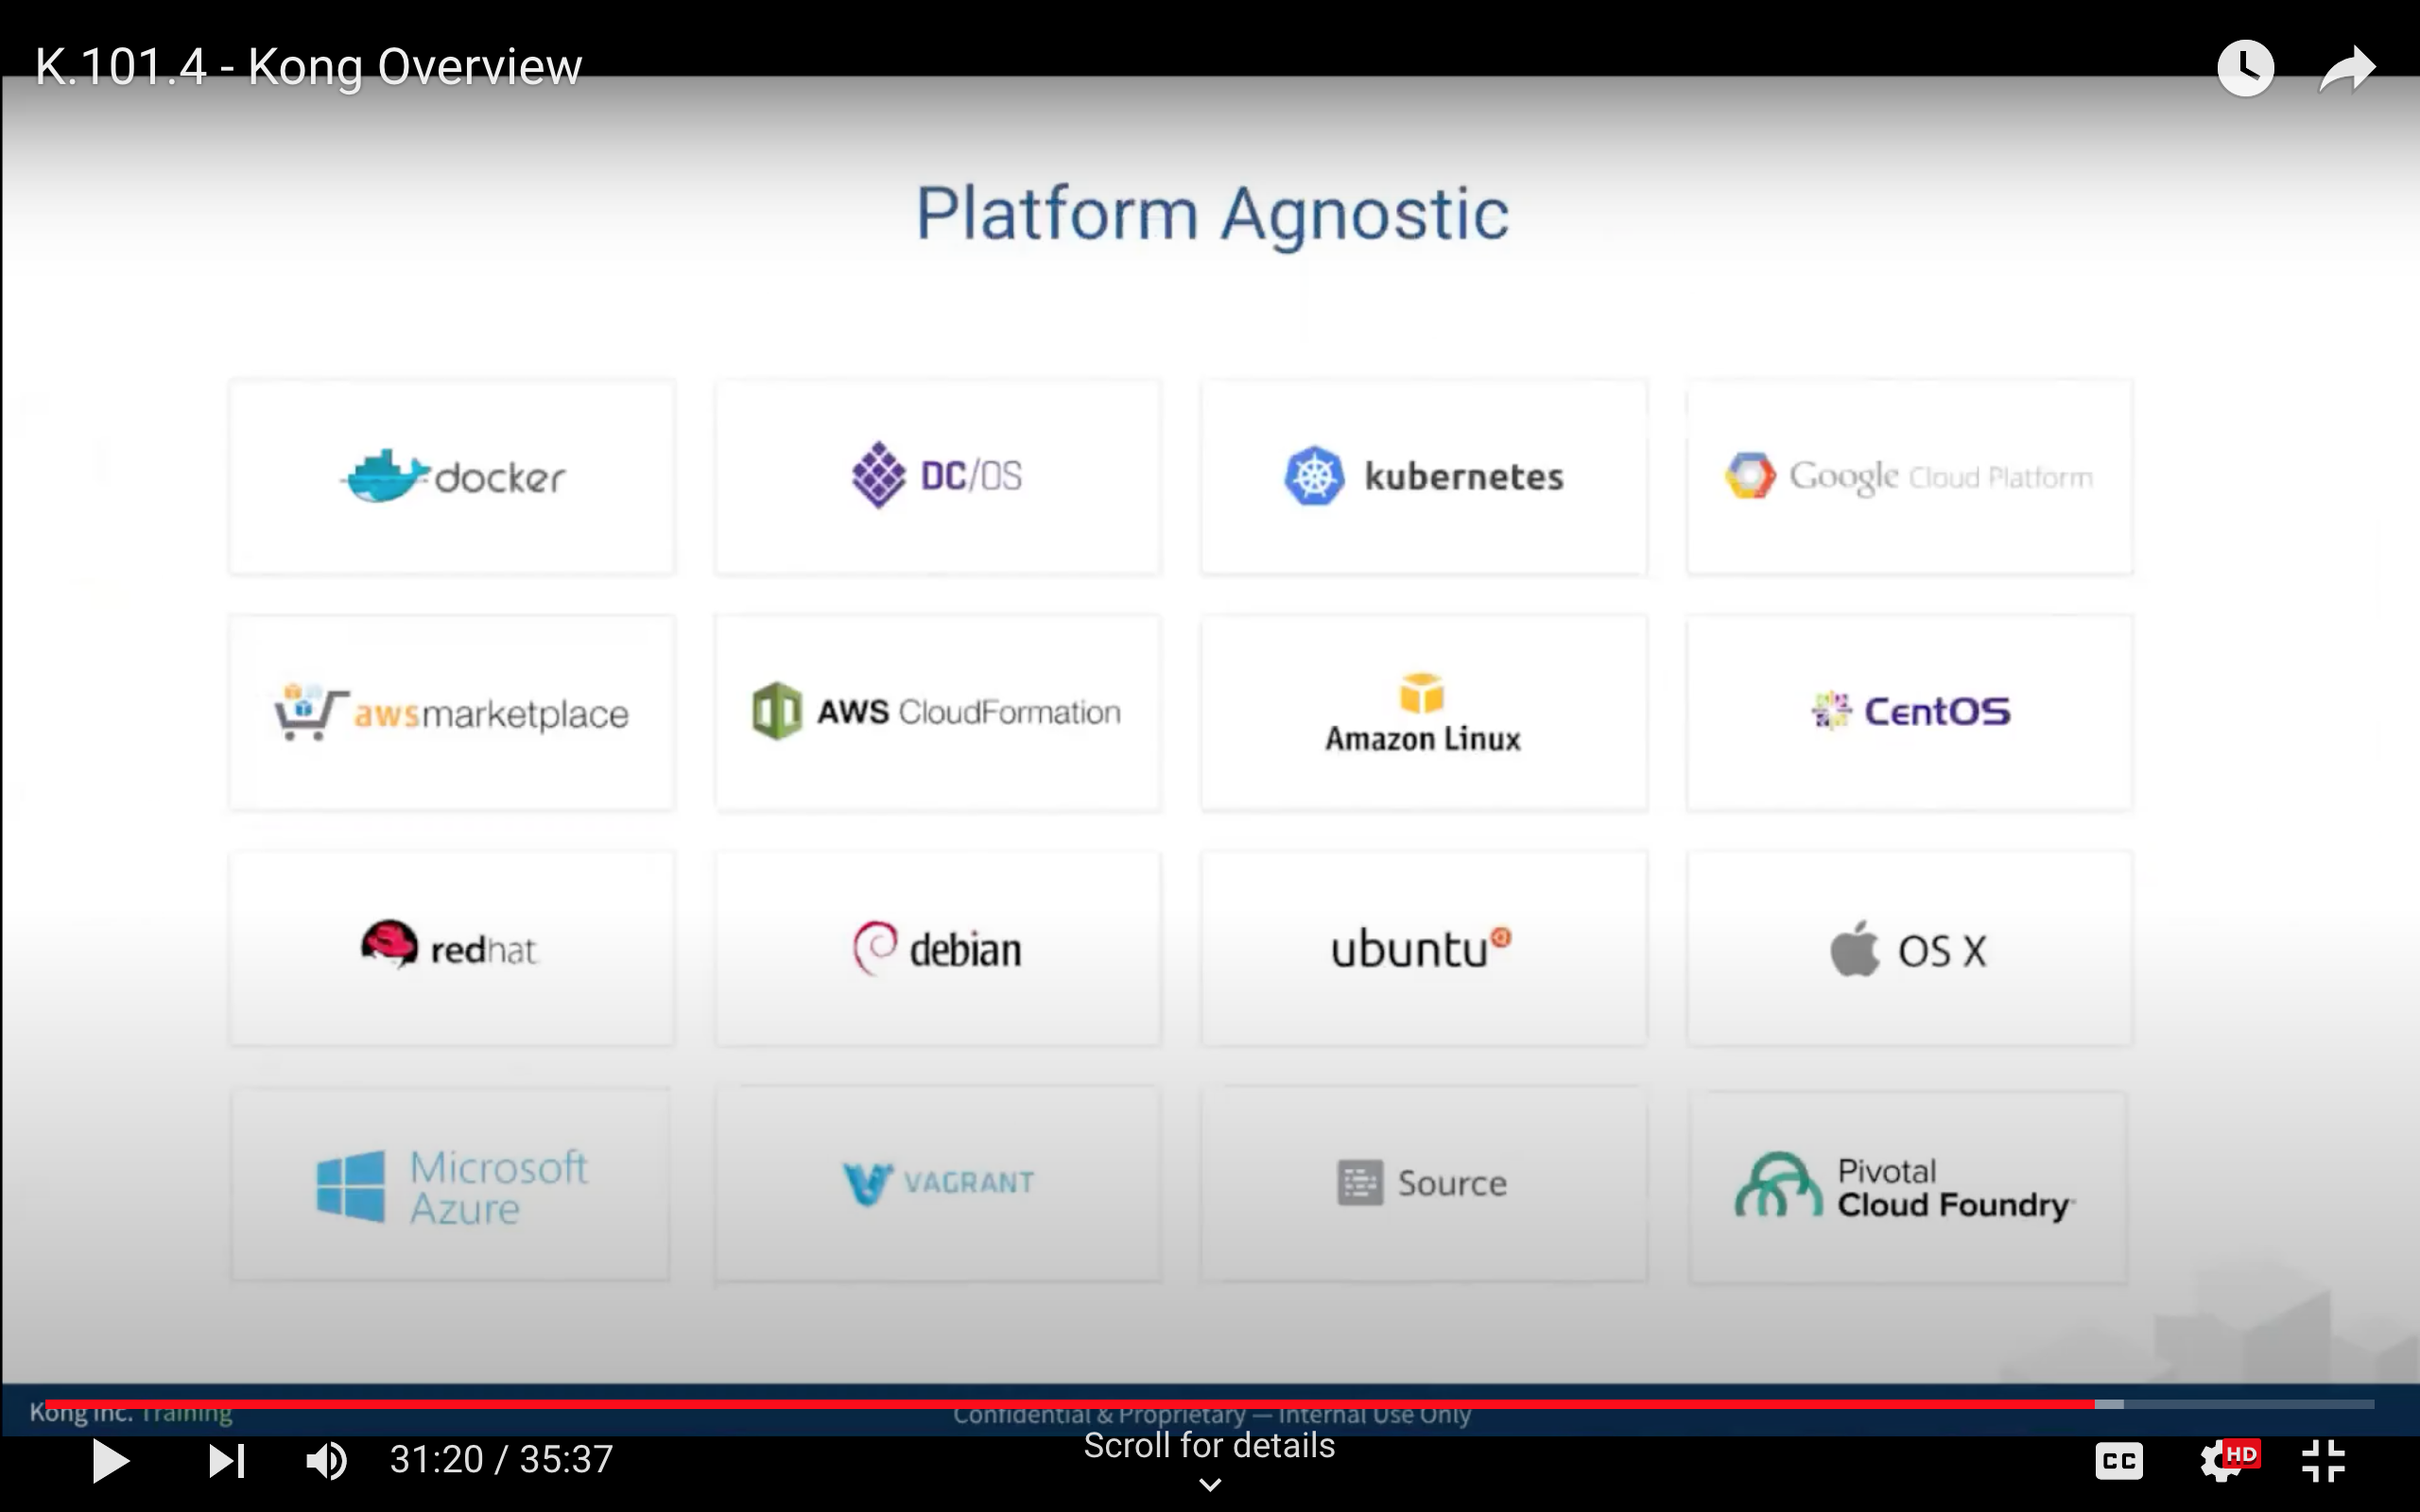 K.101.4 - Kong Overview
Platform Agnostic
docker
DC/OS
kubernetes
Google Cloud Platform
awsmarketplace
AWS CloudFormation
Amazon Linux
CentOS
redhat
debian
ubuntu
OS X
Microsoft
Azure
VAGRANT
Source
Pivotal
Cloud Foundry
Kong Inc. Training
Confidential & Proprietary — Internal Use Only
31:20 / 35:37
Scroll for details
CC
HD